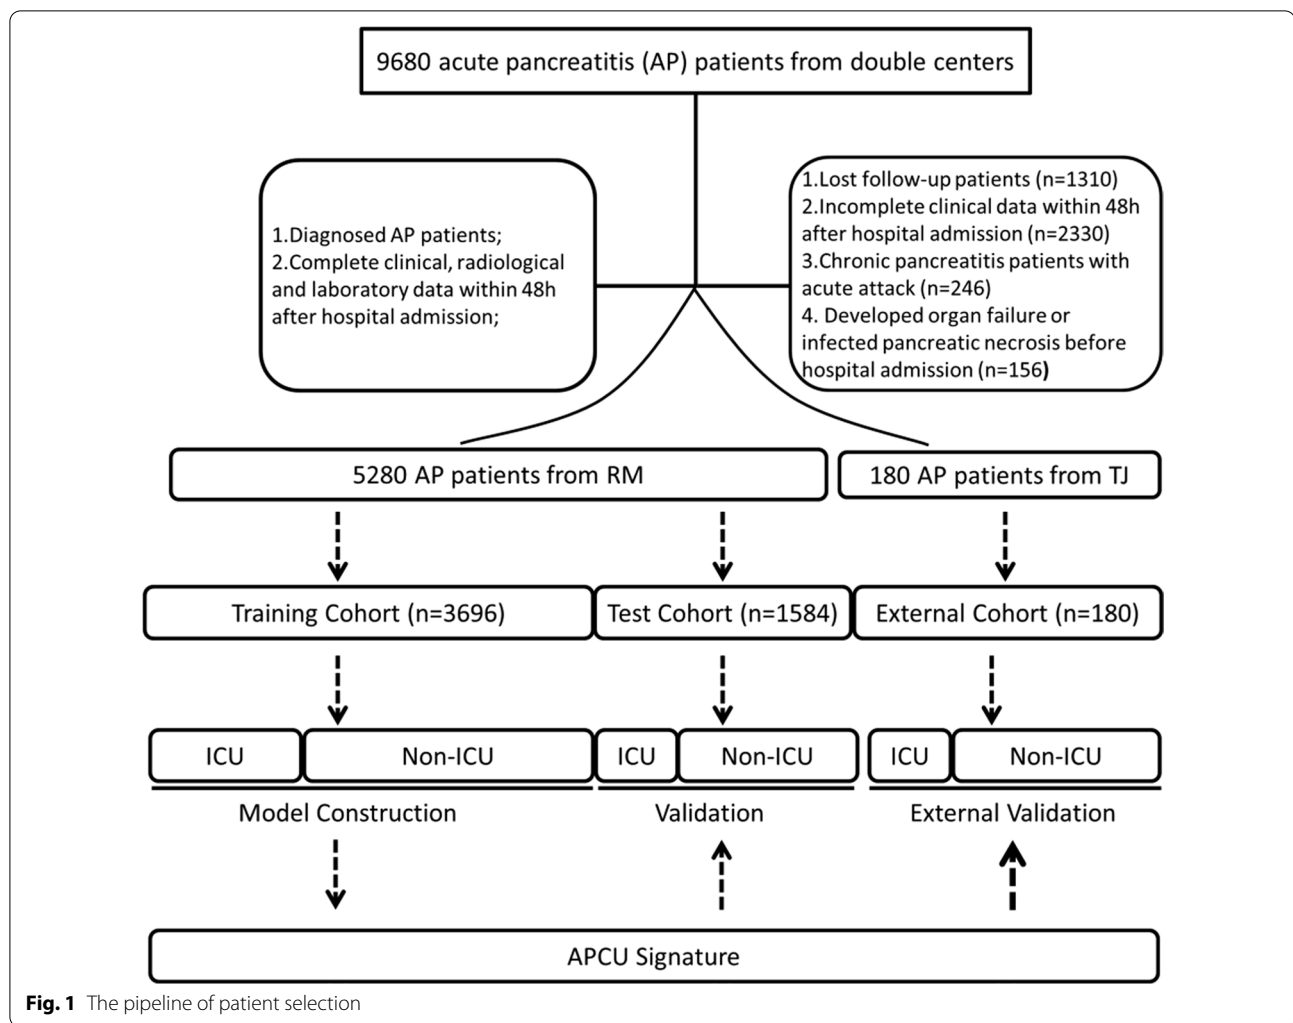 9680 acute pancreatitis (AP) patients from double centers
1.Diagnosed AP patients;
2.Complete clinical, radiological
and laboratory data within 48h
after hospital admission;
1.Lost follow-up patients (n=1310)
2.Incomplete clinical data within 48h
after hospital admission (n=2330)
3.Chronic pancreatitis patients with
acute attack (n=246)
4. Developed organ failure or
infected pancreatic necrosis before
hospital admission (n=156)
5280 AP patients from RM
180 AP patients from TJ
Training Cohort (n=3696)
Test Cohort (n=1584)
External Cohort (n=180)
ICU
Non-ICU
ICU
Non-ICU
ICU
Non-ICU
Model Construction
Validation
External Validation
APCU Signature
Fig. 1 The pipeline of patient selection